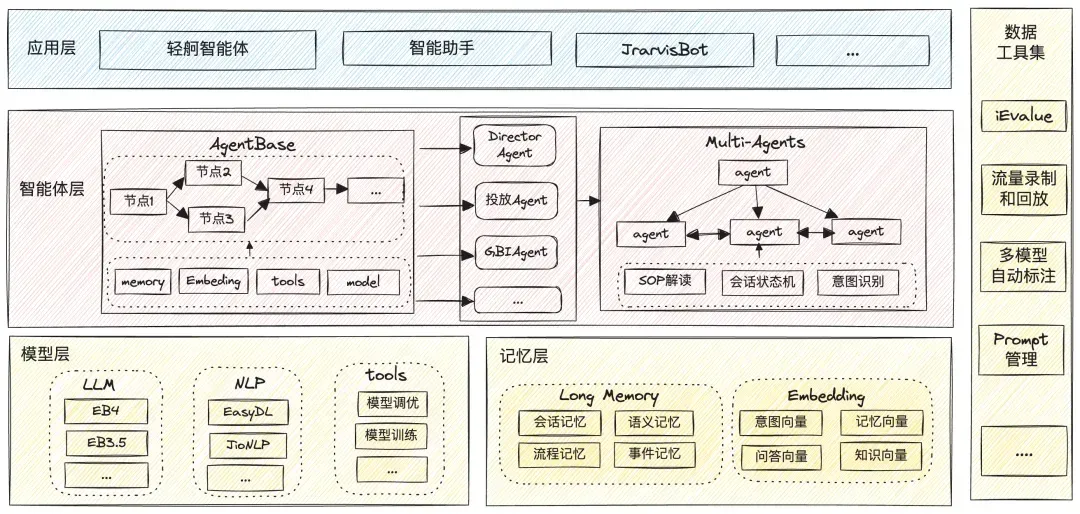 应用层
轻舸智能体
智能助手
JrarvisBot
...
智能体层
AgentBase
节点1
节点2
节点3
节点4
...
memory
Embeding
tools
model
Director
Agent
投放Agent
GBIAgent
...
Multi-Agents
agent
agent
agent
agent
SOP解读
会话状态机
意图识别
模型层
LLM
EB4
EB3.5
...
NLP
EasyDL
JioNLP
...
tools
模型调优
模型训练
...
记忆层
Long Memory
会话记忆
语义记忆
流程记忆
事件记忆
Embedding
意图向量
记忆向量
问答向量
知识向量
数据
工具集
iEvalue
流量录制
和回放
多模型
自动标注
Prompt
管理
....